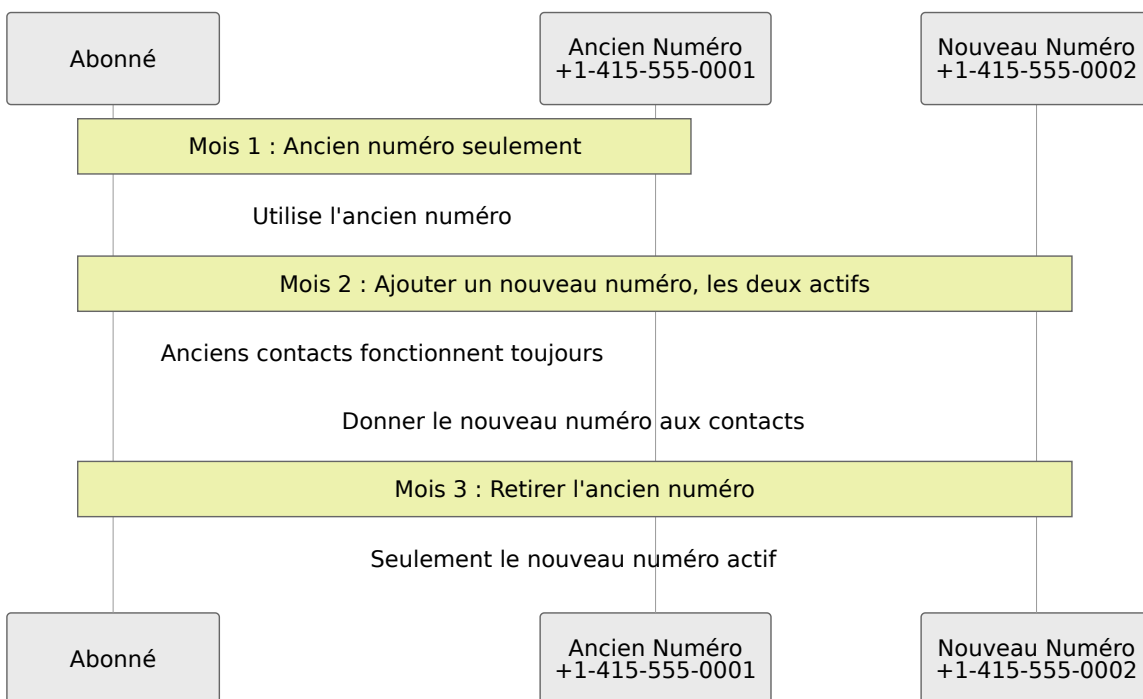 Abonné
Ancien Numéro
+1-415-555-0001
Nouveau Numéro
+1-415-555-0002
Mois 1 : Ancien numéro seulement
Utilise l'ancien numéro
Mois 2 : Ajouter un nouveau numéro, les deux actifs
Anciens contacts fonctionnent toujours
Donner le nouveau numéro aux contacts
Mois 3 : Retirer l'ancien numéro
Seulement le nouveau numéro actif
Abonné
Ancien Numéro
+1-415-555-0001
Nouveau Numéro
+1-415-555-0002